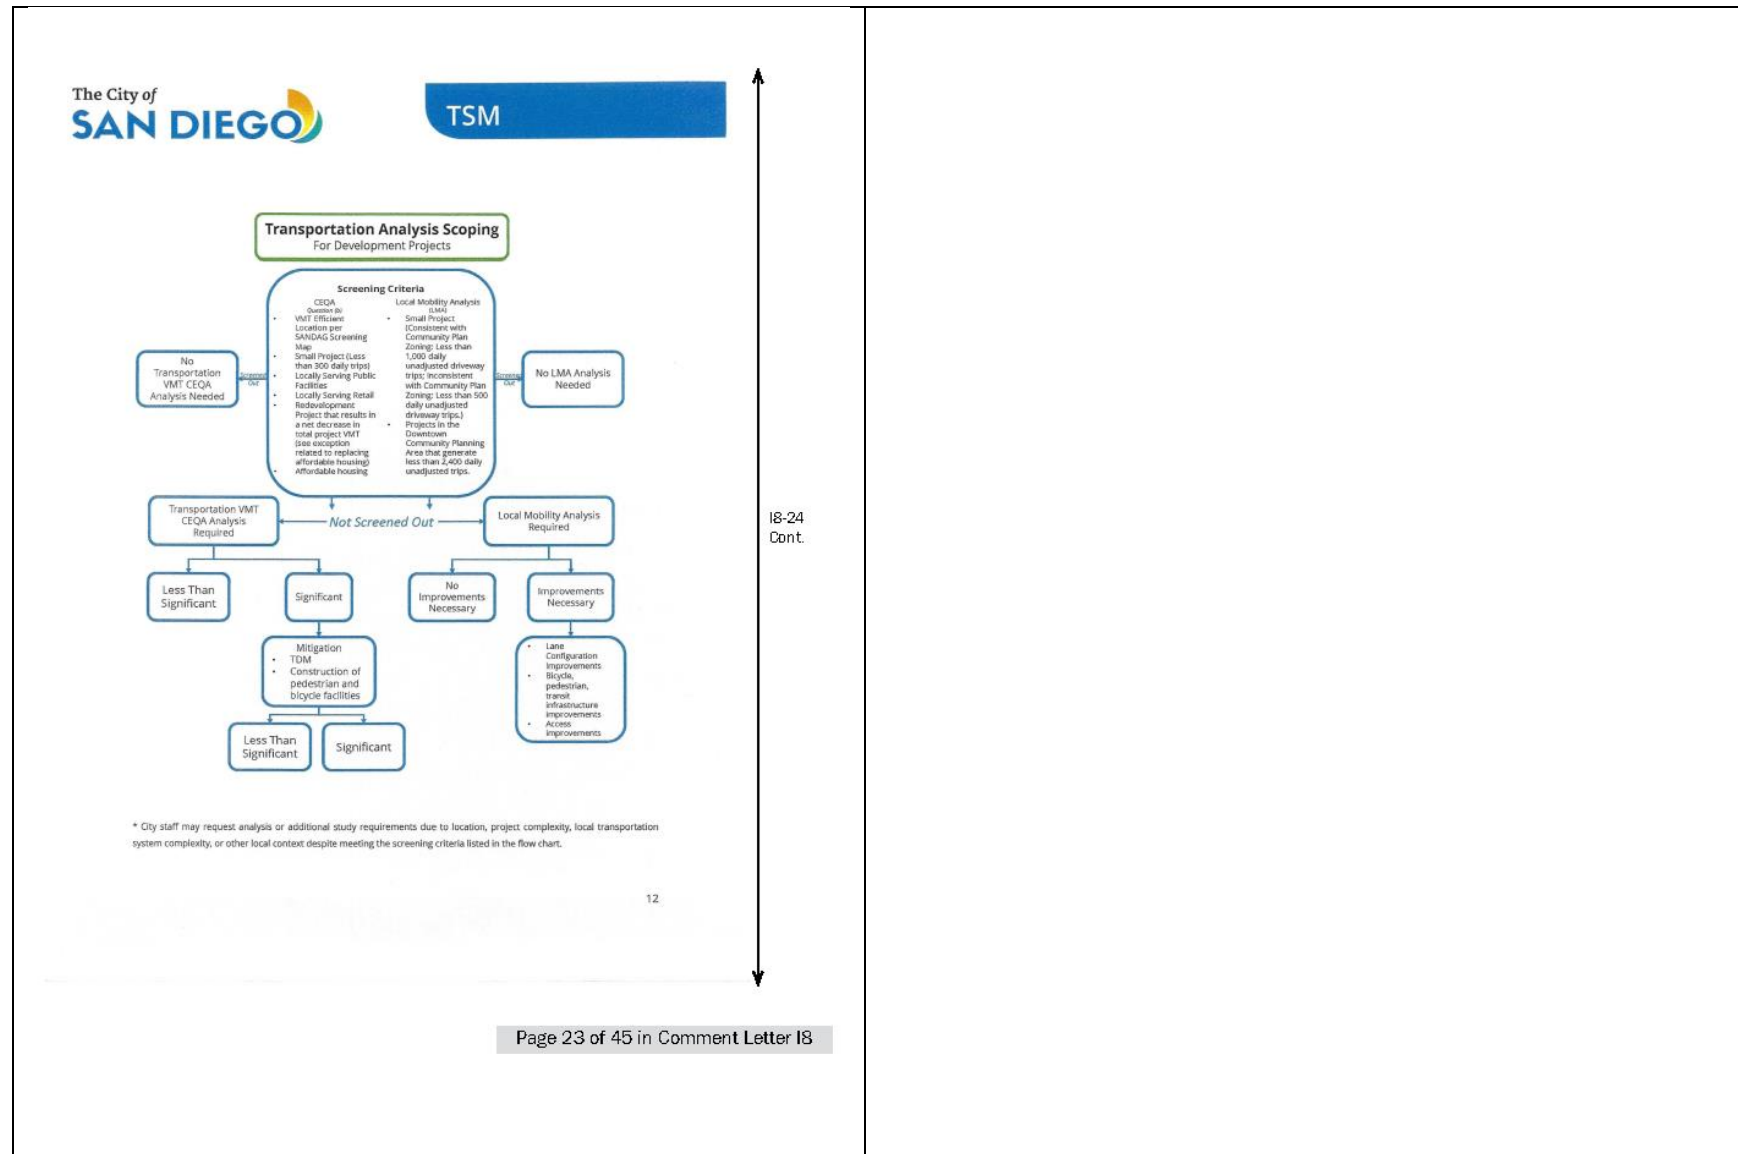 The City of
SAN DIEGO
TSM
Transportation Analysis Scoping
For Development Projects
Screening Criteria
CEQA
Question (b)
• VMT Efficient
Location per
SANDAG Screening
Map
• Small Project (Less
than 300 daily trips)
• Locally Serving Public
Facilities
• Locally Serving Retail
• Redevelopment
Project that results in
a net decrease in
total project VMT
(see exception
related to replacing
affordable housing)
• Affordable housing
Local Mobility Analysis
(LMA)
• Small Project
(Consistent with
Community Plan
Zoning: Less than
1,000 daily
unadjusted driveway
trips; Inconsistent
with Community Plan
Zoning: Less than 500
daily unadjusted
driveway trips.)
• Projects in the
Downtown
Community Planning
Area that generate
less than 2,400 daily
unadjusted trips.
No
Transportation
VMT CEQA
Analysis Needed
Screened
Out
Screened
Out
No LMA Analysis
Needed
Transportation VMT
CEQA Analysis
Required
Not Screened Out
Local Mobility Analysis
Required
Less Than
Significant
Significant
No
Improvements
Necessary
Improvements
Necessary
Mitigation
• TDM
• Construction of
pedestrian and
bicycle facilities
• Lane
Configuration
Improvements
• Bicycle,
pedestrian,
transit
infrastructure
improvements
• Access
improvements
Less Than
Significant
Significant
* City staff may request analysis or additional study requirements due to location, project complexity, local transportation
system complexity, or other local context despite meeting the screening criteria listed in the flow chart.
12
I8-24
Cont.
Page 23 of 45 in Comment Letter I8